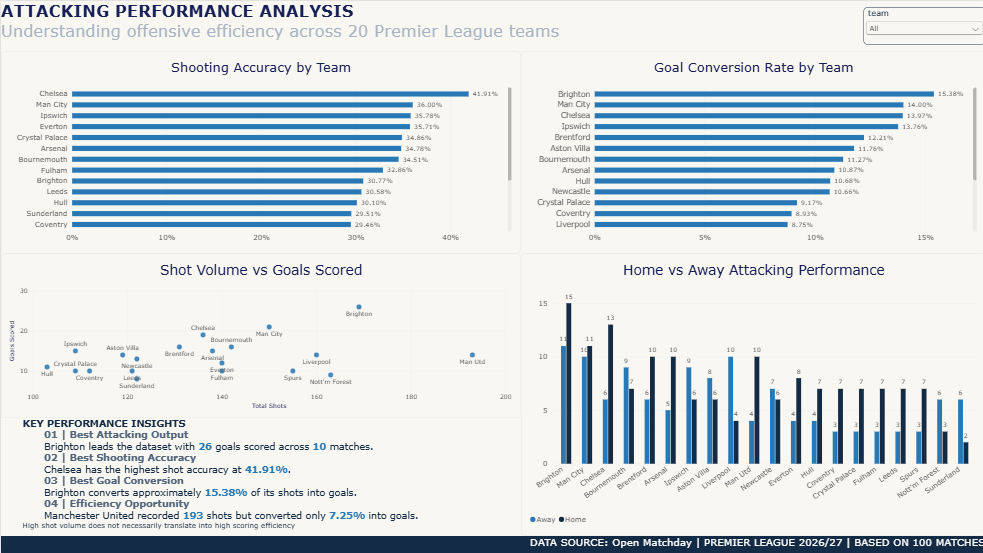 ATTACKING PERFORMANCE ANALYSIS
Understanding offensive efficiency across 20 Premier League teams
team
All
Shooting Accuracy by Team
Chelsea 41.91%
Man City 36.00%
Ipswich 35.78%
Everton 35.71%
Crystal Palace 34.86%
Arsenal 34.78%
Bournemouth 34.51%
Fulham 32.86%
Brighton 30.77%
Leeds 30.58%
Hull 30.10%
Sunderland 29.51%
Coventry 29.46%
0% 10% 20% 30% 40%
Goal Conversion Rate by Team
Brighton 15.38%
Man City 14.00%
Chelsea 13.97%
Ipswich 13.76%
Brentford 12.21%
Aston Villa 11.76%
Bournemouth 11.27%
Arsenal 10.87%
Hull 10.68%
Newcastle 10.66%
Crystal Palace 9.17%
Coventry 8.93%
Liverpool 8.75%
0% 5% 10% 15%
Shot Volume vs Goals Scored
Goals Scored
30
20
10
Brighton
Man City
Chelsea
Bournemouth
Ipswich
Aston Villa
Brentford
Arsenal
Liverpool
Man Utd
Crystal Palace
Newcastle
Hull
Coventry
Leeds
Sunderland
Everton
Fulham
Spurs
Nott'm Forest
100 120 140 160 180 200
Total Shots
Home vs Away Attacking Performance
15
10
5
0
11 15
10 11
6 13
9 7
6 10
5 10
9 6
8 6
10 4
4 10
7 6
4 8
4 7
3 7
3 7
3 7
3 7
3 7
6 3
6 2
Brighton
Man City
Chelsea
Bournemouth
Brentford
Arsenal
Ipswich
Aston Villa
Liverpool
Man Utd
Newcastle
Everton
Hull
Coventry
Crystal Palace
Fulham
Leeds
Spurs
Nott'm Forest
Sunderland
Away Home
KEY PERFORMANCE INSIGHTS
01 | Best Attacking Output
Brighton leads the dataset with 26 goals scored across 10 matches.
02 | Best Shooting Accuracy
Chelsea has the highest shot accuracy at 41.91%.
03 | Best Goal Conversion
Brighton converts approximately 15.38% of its shots into goals.
04 | Efficiency Opportunity
Manchester United recorded 193 shots but converted only 7.25% into goals.
High shot volume does not necessarily translate into high scoring efficiency
DATA SOURCE: Open Matchday | PREMIER LEAGUE 2026/27 | BASED ON 100 MATCHES